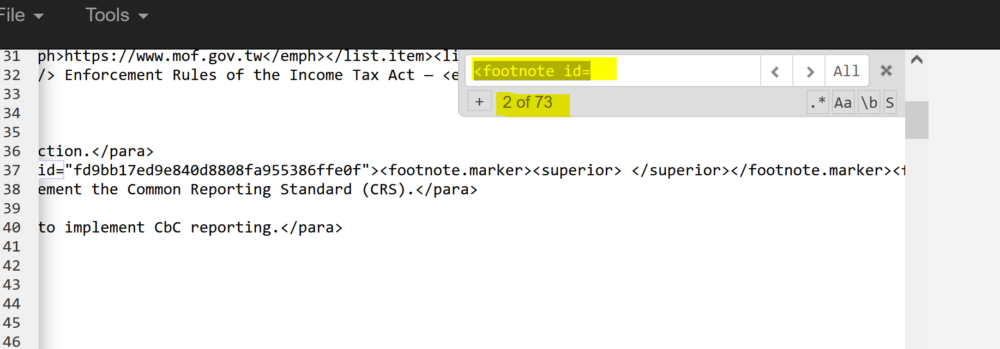 File Tools
<footnote id=
All
+ 2 of 73 .* Aa \b S
31 ph>https://www.mof.gov.tw</emph></list.item><li
32 /> Enforcement Rules of the Income Tax Act – <e
33
34
35
36 ction.</para>
37 id="fd9bb17ed9e840d8808fa955386ffe0f"><footnote.marker><superior> </superior></footnote.marker><f
38 ement the Common Reporting Standard (CRS).</para>
39
40 to implement CbC reporting.</para>
41
42
43
44
45
46